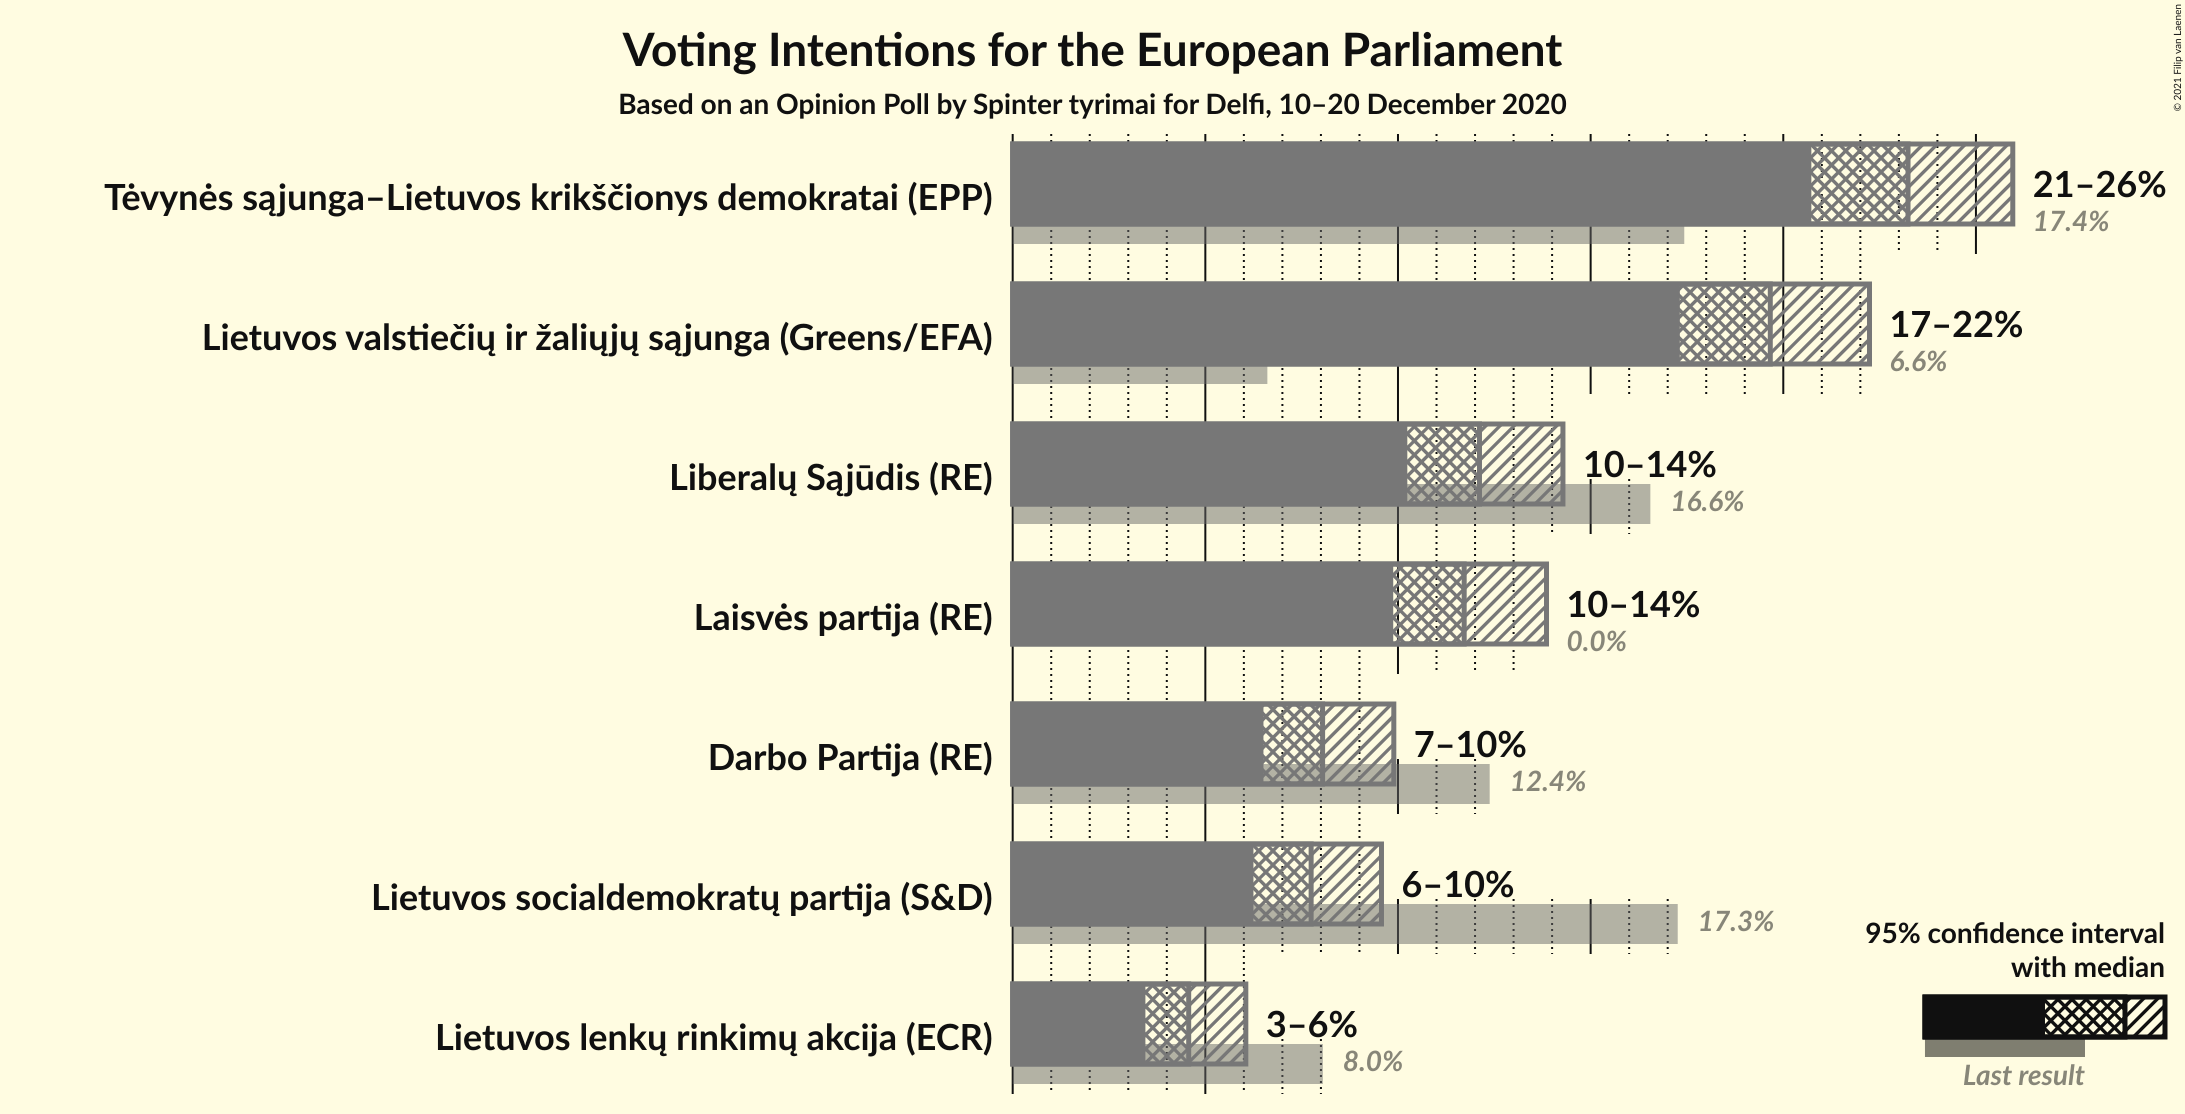 Voting Intentions for the European Parliament
Based on an Opinion Poll by Spinter tyrimai for Delfi, 10–20 December 2020
© 2021 Filip van Laenen
Tėvynės sąjunga–Lietuvos krikščionys demokratai (EPP)
21–26%
17.4%
Lietuvos valstiečių ir žaliųjų sąjunga (Greens/EFA)
17–22%
6.6%
Liberalų Sąjūdis (RE)
10–14%
16.6%
Laisvės partija (RE)
10–14%
0.0%
Darbo Partija (RE)
7–10%
12.4%
Lietuvos socialdemokratų partija (S&D)
6–10%
17.3%
Lietuvos lenkų rinkimų akcija (ECR)
3–6%
8.0%
95% confidence interval
with median
Last result